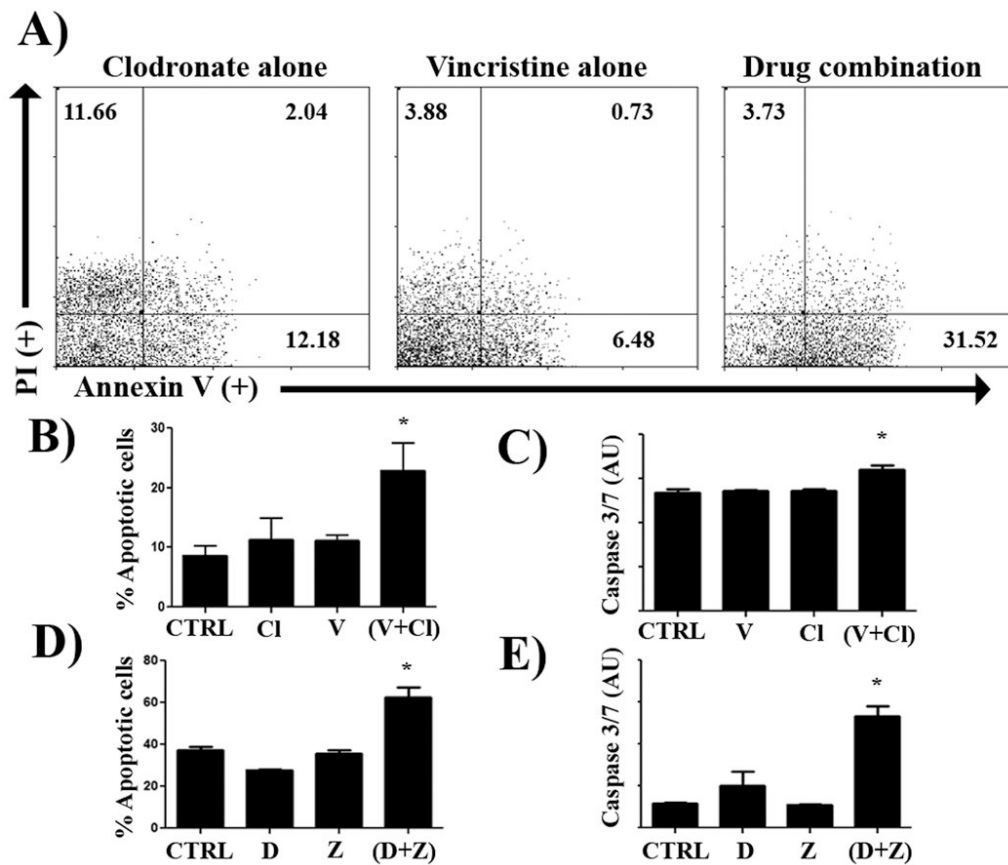 A)
Clodronate alone Vincristine alone Drug combination
11.66 2.04 3.88 0.73 3.73
12.18 6.48 31.52
PI (+)
Annexin V (+)
B)
% Apoptotic cells
30
20
10
0
*
CTRL Cl V (V+Cl)
C)
Caspase 3/7 (AU)
*
CTRL V Cl (V+Cl)
D)
% Apoptotic cells
80
60
40
20
0
*
CTRL D Z (D+Z)
E)
Caspase 3/7 (AU)
*
CTRL D Z (D+Z)